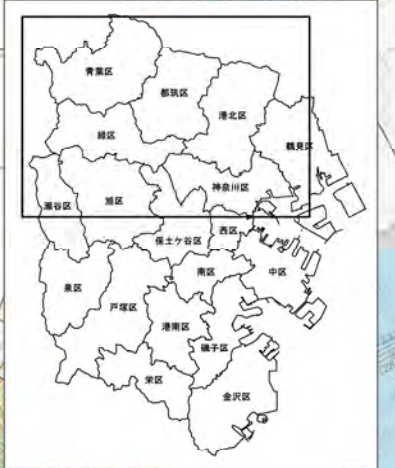 青葉区
都筑区
港北区
緑区
鶴見区
神奈川区
瀬谷区
旭区
西区
保土ケ谷区
南区
中区
泉区
戸塚区
港南区
磯子区
栄区
金沢区